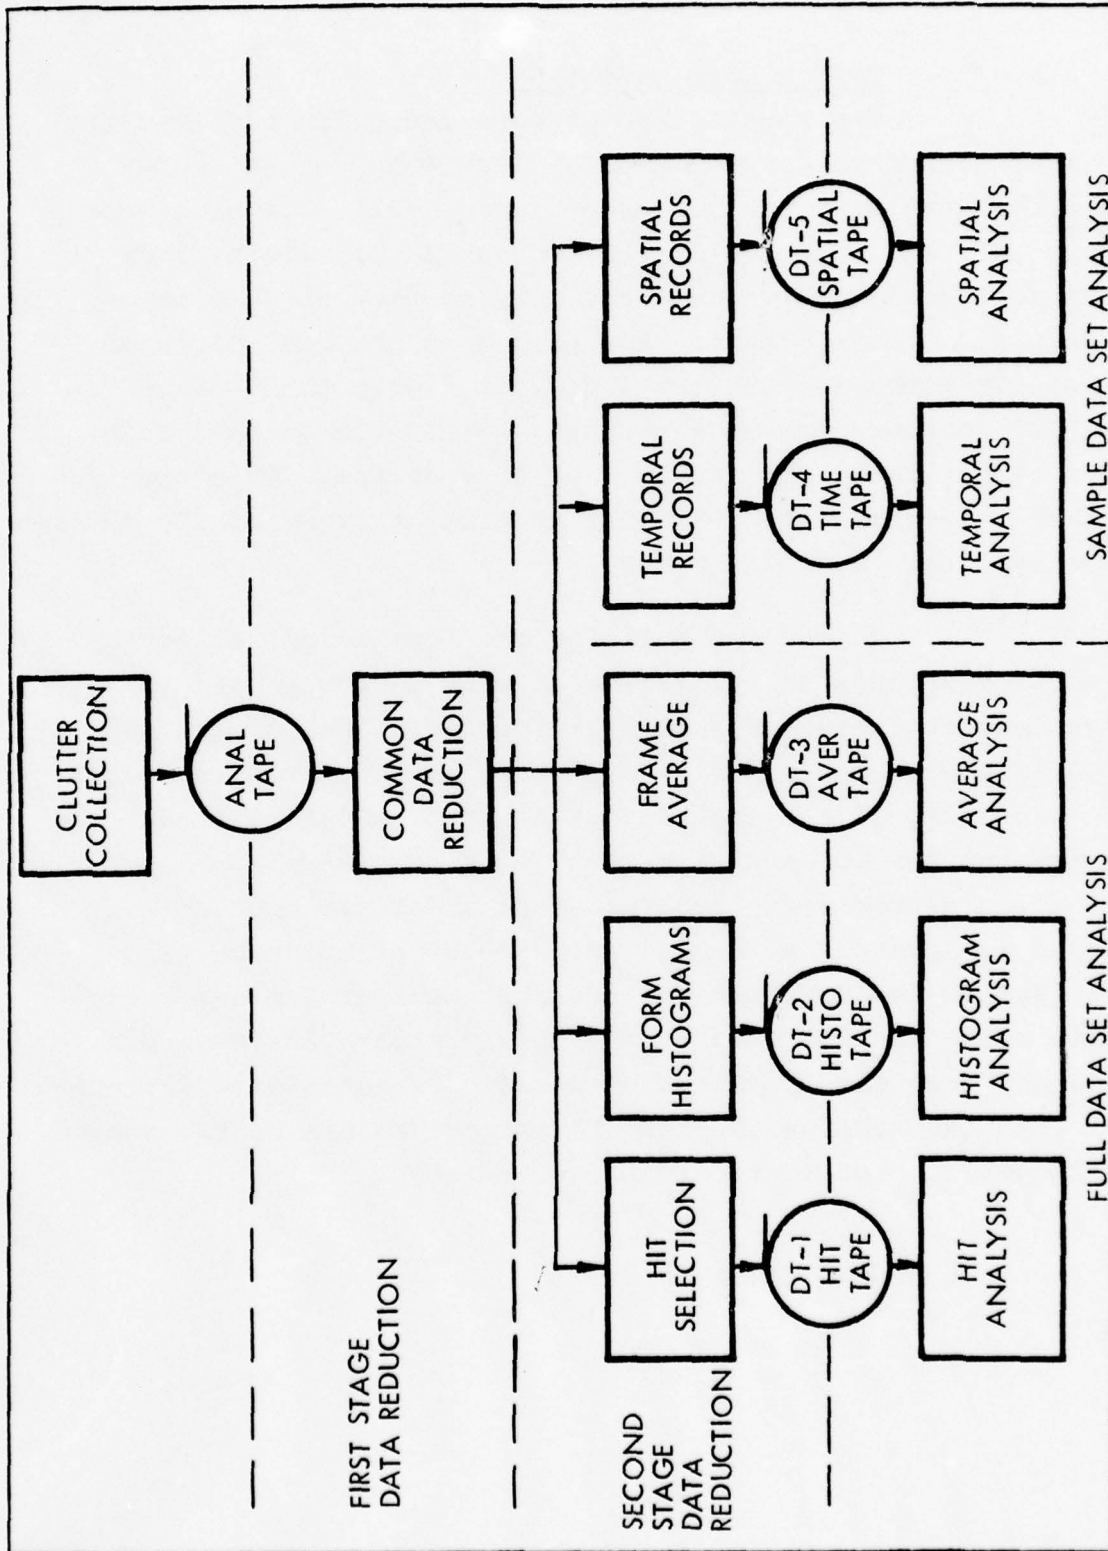 CLUTTER
COLLECTION
ANAL
TAPE
FIRST STAGE
DATA REDUCTION
COMMON
DATA
REDUCTION
SECOND
STAGE
DATA
REDUCTION
HIT
SELECTION
FORM
HISTOGRAMS
FRAME
AVERAGE
TEMPORAL
RECORDS
SPATIAL
RECORDS
DT-1
HIT
TAPE
DT-2
HISTO
TAPE
DT-3
AVER
TAPE
DT-4
TIME
TAPE
DT-5
SPATIAL
TAPE
HIT
ANALYSIS
HISTOGRAM
ANALYSIS
AVERAGE
ANALYSIS
TEMPORAL
ANALYSIS
SPATIAL
ANALYSIS
FULL DATA SET ANALYSIS
SAMPLE DATA SET ANALYSIS